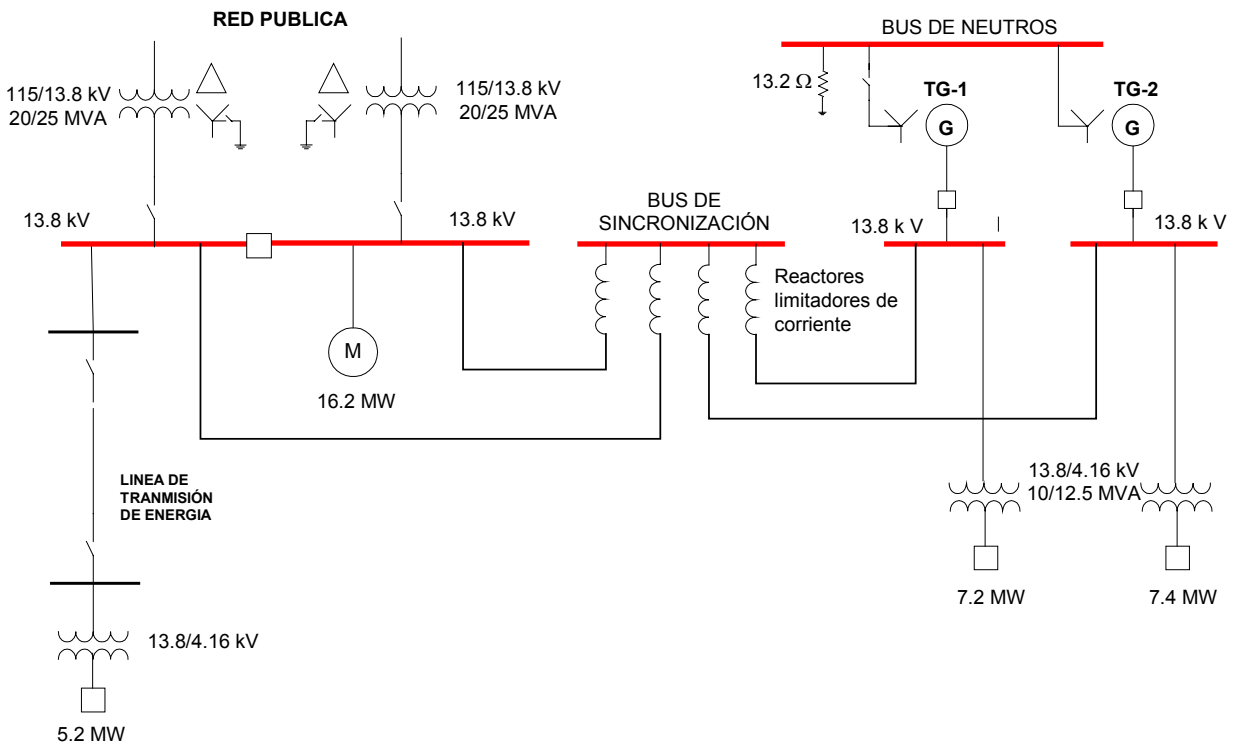 RED PUBLICA
BUS DE NEUTROS
115/13.8 kV
20/25 MVA
115/13.8 kV
20/25 MVA
13.2 Ω
TG-1
TG-2
G
G
BUS DE
SINCRONIZACIÓN
13.8 kV
13.8 kV
13.8 k V
13.8 k V
Reactores
limitadores de
corriente
M
16.2 MW
LINEA DE
TRANMISIÓN
DE ENERGIA
13.8/4.16 kV
10/12.5 MVA
7.2 MW
7.4 MW
13.8/4.16 kV
5.2 MW